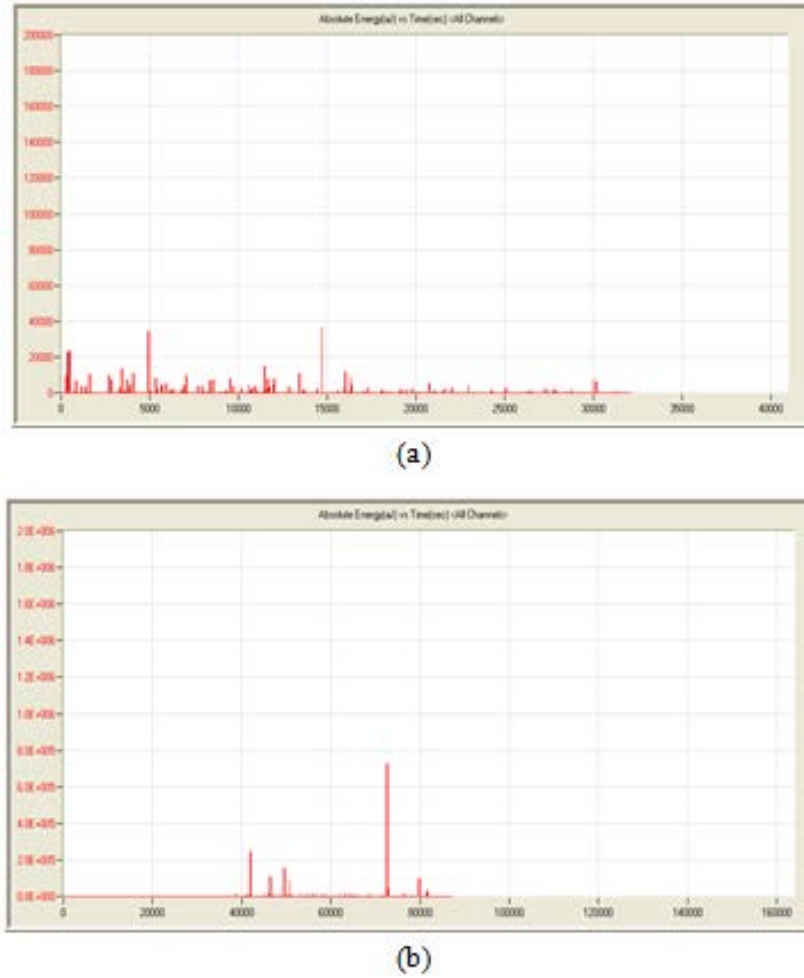 Absolute Energy(aJ) vs Time(sec) <All Channels>
200000
180000
160000
140000
120000
100000
80000
60000
40000
20000
0
0 5000 10000 15000 20000 25000 30000 35000 40000
(a)
Absolute Energy(aJ) vs Time(sec) <All Channels>
2.0E+006
1.8E+006
1.6E+006
1.4E+006
1.2E+006
1.0E+006
8.0E+005
6.0E+005
4.0E+005
2.0E+005
0.0E+000
0 20000 40000 60000 80000 100000 120000 140000 160000
(b)